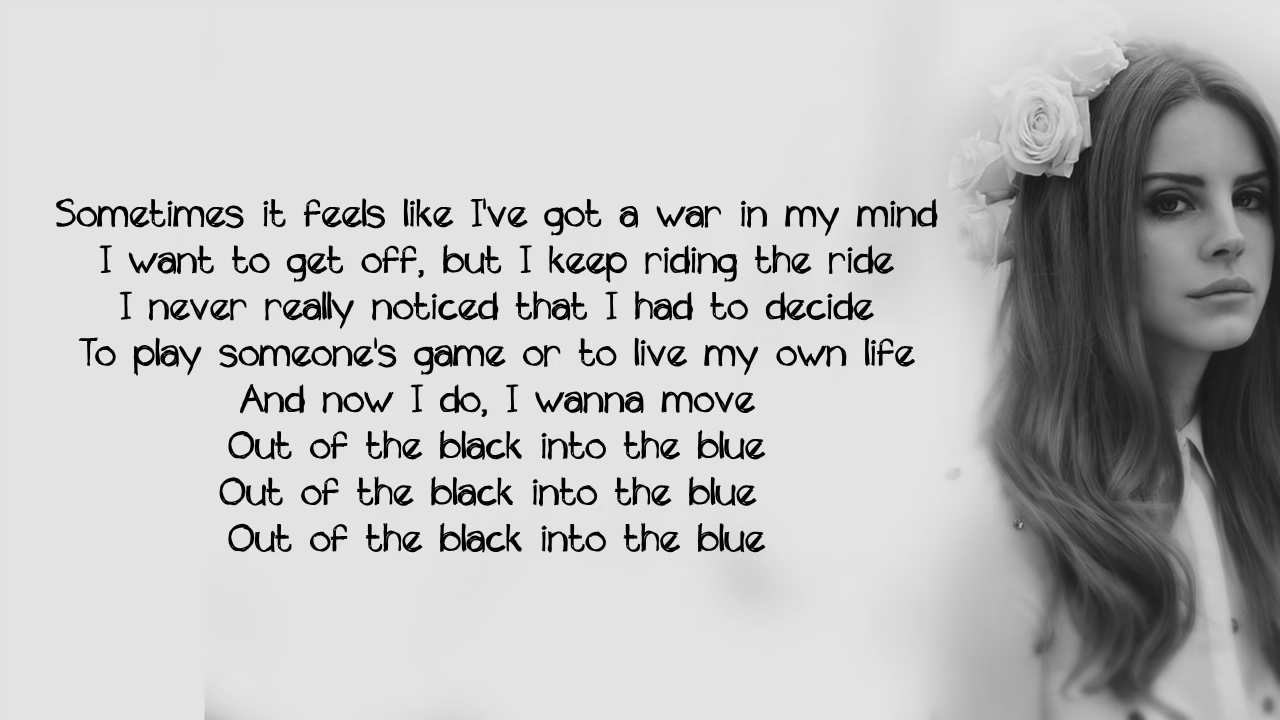 Sometimes it feels like I've got a war in my mind
I want to get off, but I keep riding the ride
I never really noticed that I had to decide
To play someone's game or to live my own life
And now I do, I wanna move
Out of the black into the blue
Out of the black into the blue
Out of the black into the blue